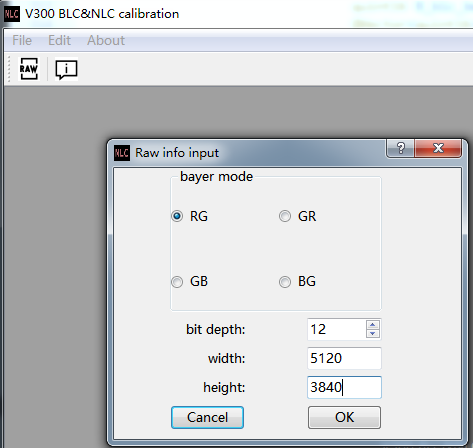 NLC V300 BLC&NLC calibration
File Edit About
RAW
NLC Raw info input ?
bayer mode
RG GR
GB BG
bit depth: 12
width: 5120
height: 3840
Cancel OK